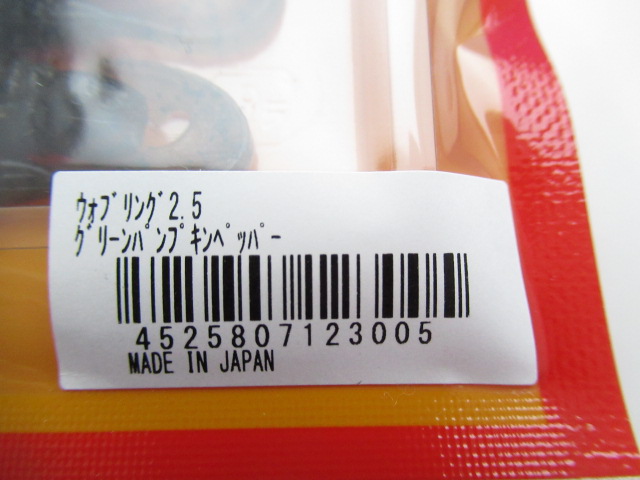 ｳｫﾌﾞﾘﾝｸﾞ2.5
ｸﾞﾘｰﾝﾊﾟﾝﾌﾟｷﾝﾍﾟｯﾊﾟｰ
4525807123005
MADE IN JAPAN